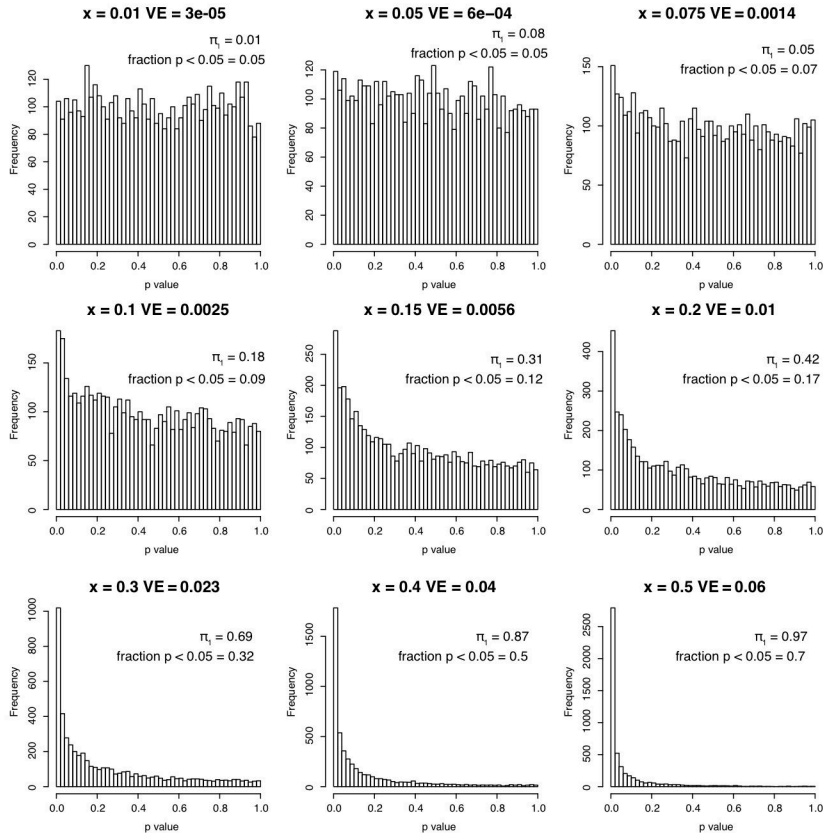 x = 0.01 VE = 3e-05
π1 = 0.01
fraction p < 0.05 = 0.05
Frequency
0 20 40 60 80 100 120
0.0 0.2 0.4 0.6 0.8 1.0
p value
x = 0.05 VE = 6e−04
π1 = 0.08
fraction p < 0.05 = 0.05
Frequency
0 20 40 60 80 100 120
0.0 0.2 0.4 0.6 0.8 1.0
p value
x = 0.075 VE = 0.0014
π1 = 0.05
fraction p < 0.05 = 0.07
Frequency
0 50 100 150
0.0 0.2 0.4 0.6 0.8 1.0
p value
x = 0.1 VE = 0.0025
π1 = 0.18
fraction p < 0.05 = 0.09
Frequency
0 50 100 150
0.0 0.2 0.4 0.6 0.8 1.0
p value
x = 0.15 VE = 0.0056
π1 = 0.31
fraction p < 0.05 = 0.12
Frequency
0 50 100 150 200 250
0.0 0.2 0.4 0.6 0.8 1.0
p value
x = 0.2 VE = 0.01
π1 = 0.42
fraction p < 0.05 = 0.17
Frequency
0 100 200 300 400
0.0 0.2 0.4 0.6 0.8 1.0
p value
x = 0.3 VE = 0.023
π1 = 0.69
fraction p < 0.05 = 0.32
Frequency
0 200 400 600 800 1000
0.0 0.2 0.4 0.6 0.8 1.0
p value
x = 0.4 VE = 0.04
π1 = 0.87
fraction p < 0.05 = 0.5
Frequency
0 500 1000 1500
0.0 0.2 0.4 0.6 0.8 1.0
p value
x = 0.5 VE = 0.06
π1 = 0.97
fraction p < 0.05 = 0.7
Frequency
0 500 1000 1500 2000 2500
0.0 0.2 0.4 0.6 0.8 1.0
p value